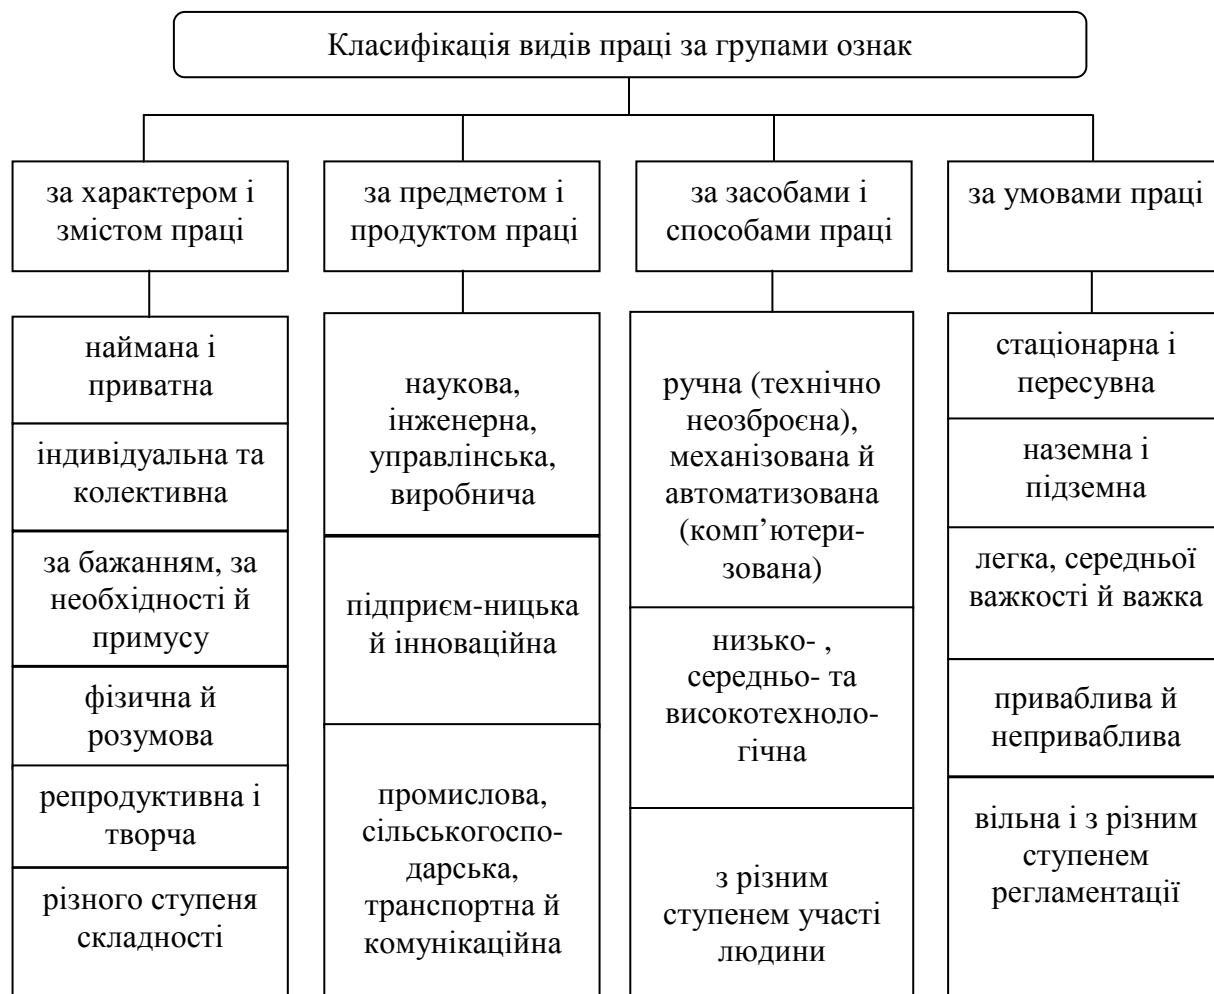 Класифікація видів праці за групами ознак
за характером і
змістом праці
наймана і
приватна
індивідуальна та
колективна
за бажанням, за
необхідності й
примусу
фізична й
розумова
репродуктивна і
творча
різного ступеня
складності
за предметом і
продуктом праці
наукова,
інженерна,
управлінська,
виробнича
підприєм-ницька
й інноваційна
промислова,
сільськогоспо-
дарська,
транспортна й
комунікаційна
за засобами і
способами праці
ручна (технічно
неозброєна),
механізована й
автоматизована
(комп’ютери-
зована)
низько- ,
середньо- та
високотехноло-
гічна
з різним
ступенем участі
людини
за умовами праці
стаціонарна і
пересувна
наземна і
підземна
легка, середньої
важкості й важка
приваблива й
неприваблива
вільна і з різним
ступенем
регламентації